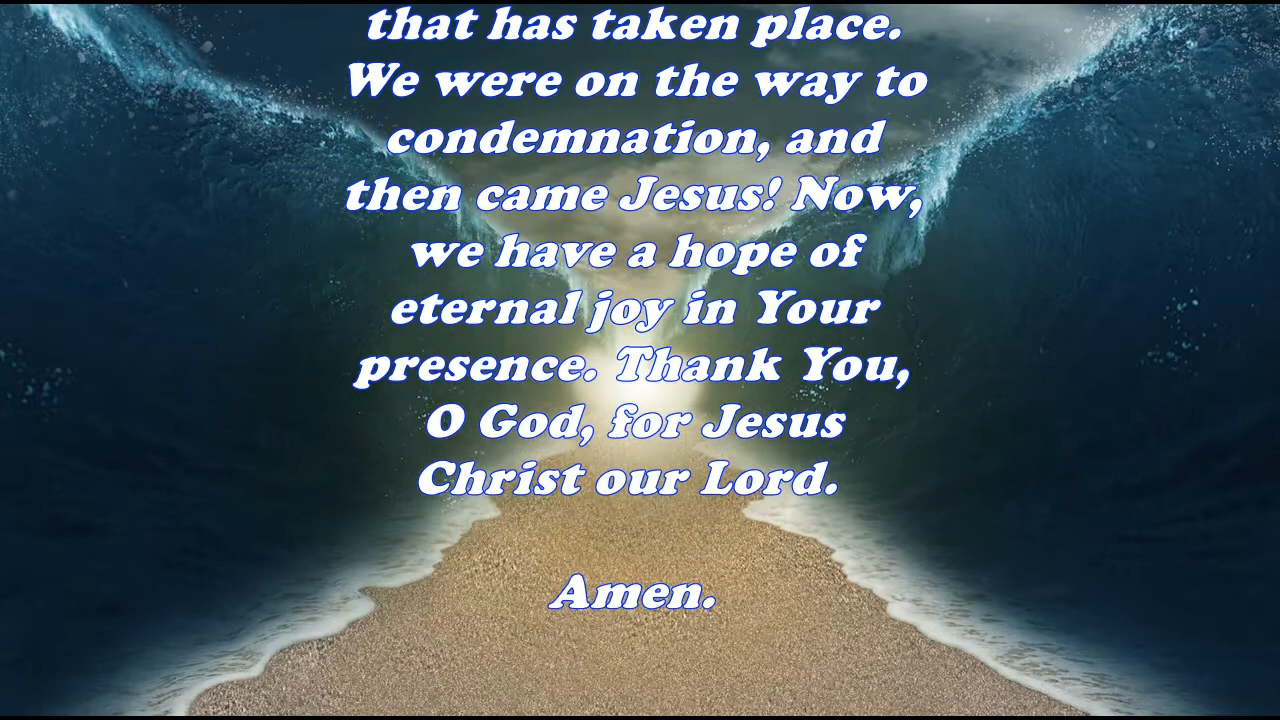 that has taken place.
We were on the way to
condemnation, and
then came Jesus! Now,
we have a hope of
eternal joy in Your
presence. Thank You,
O God, for Jesus
Christ our Lord.
Amen.